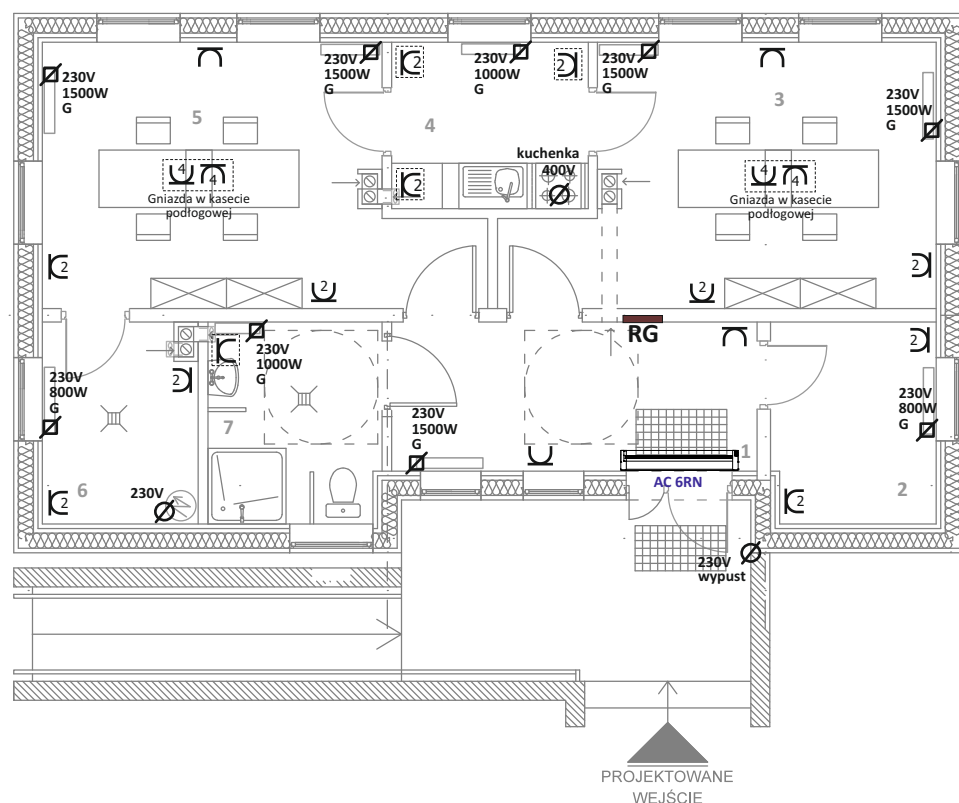 230V
1500W
G
230V
1500W
G
2
230V
1000W
G
2
230V
1500W
G
230V
1500W
G
5
4
3
kuchenka
400V
4
4
Gniazda w kasecie
podłogowej
2
4
4
Gniazda w kasecie
podłogowej
2
2
2
2
RG
2
230V
1000W
G
230V
800W
G
2
230V
1500W
G
2
230V
800W
G
7
1
6
2
230V
AC 6RN
2
2
230V
wypust
PROJEKTOWANE
WEJŚCIE